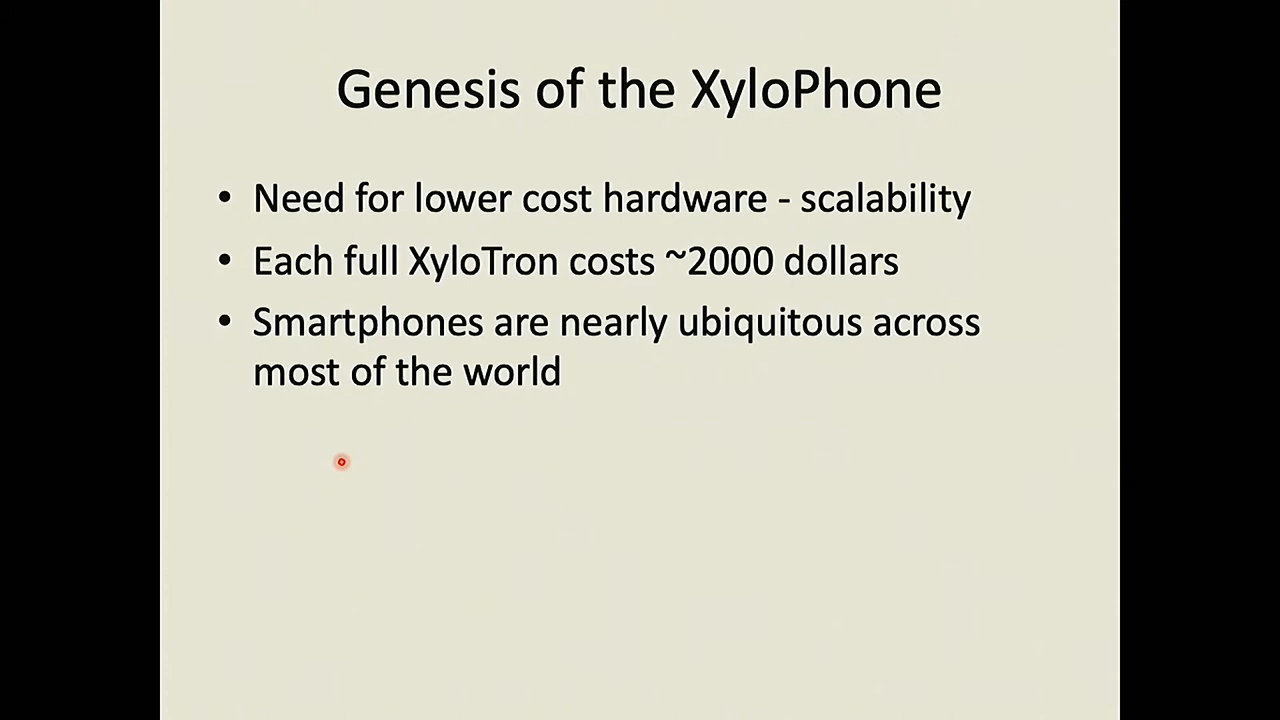 Genesis of the XyloPhone
• Need for lower cost hardware - scalability
• Each full XyloTron costs ~2000 dollars
• Smartphones are nearly ubiquitous across
most of the world